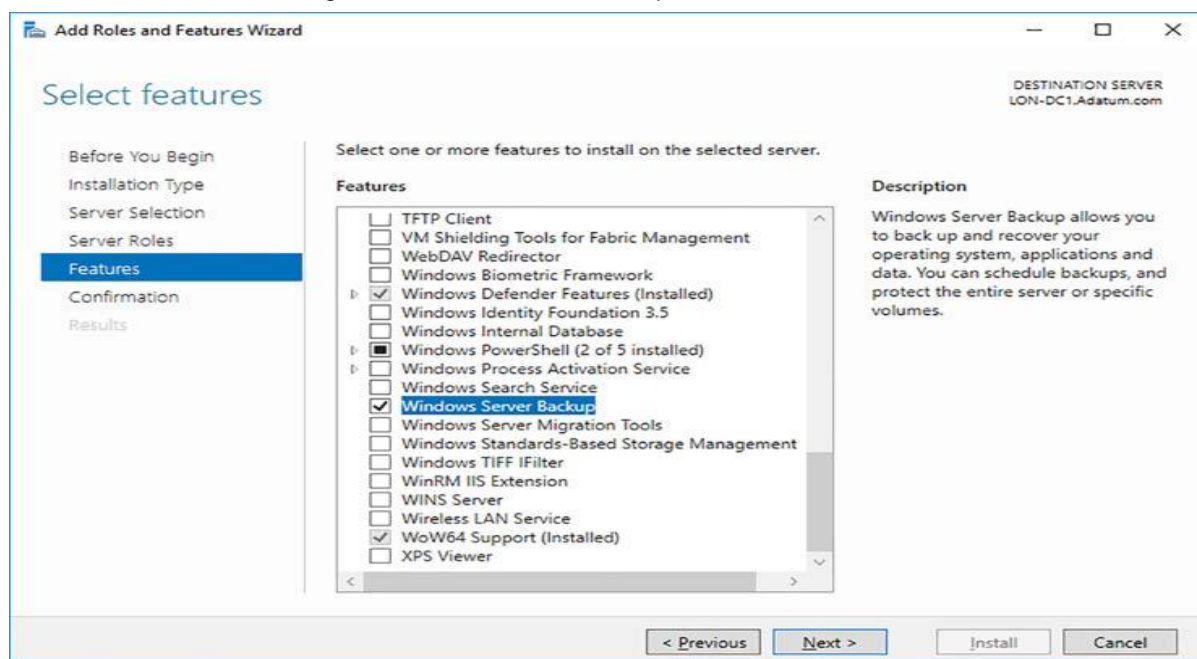 Add Roles and Features Wizard
Select features
DESTINATION SERVER
LON-DC1.Adatum.com
Before You Begin
Installation Type
Server Selection
Server Roles
Features
Confirmation
Results
Select one or more features to install on the selected server.
Features
TFTP Client
VM Shielding Tools for Fabric Management
WebDAV Redirector
Windows Biometric Framework
Windows Defender Features (Installed)
Windows Identity Foundation 3.5
Windows Internal Database
Windows PowerShell (2 of 5 installed)
Windows Process Activation Service
Windows Search Service
Windows Server Backup
Windows Server Migration Tools
Windows Standards-Based Storage Management
Windows TIFF IFilter
WinRM IIS Extension
WINS Server
Wireless LAN Service
WoW64 Support (Installed)
XPS Viewer
Description
Windows Server Backup allows you
to back up and recover your
operating system, applications and
data. You can schedule backups, and
protect the entire server or specific
volumes.
< Previous
Next >
Install
Cancel